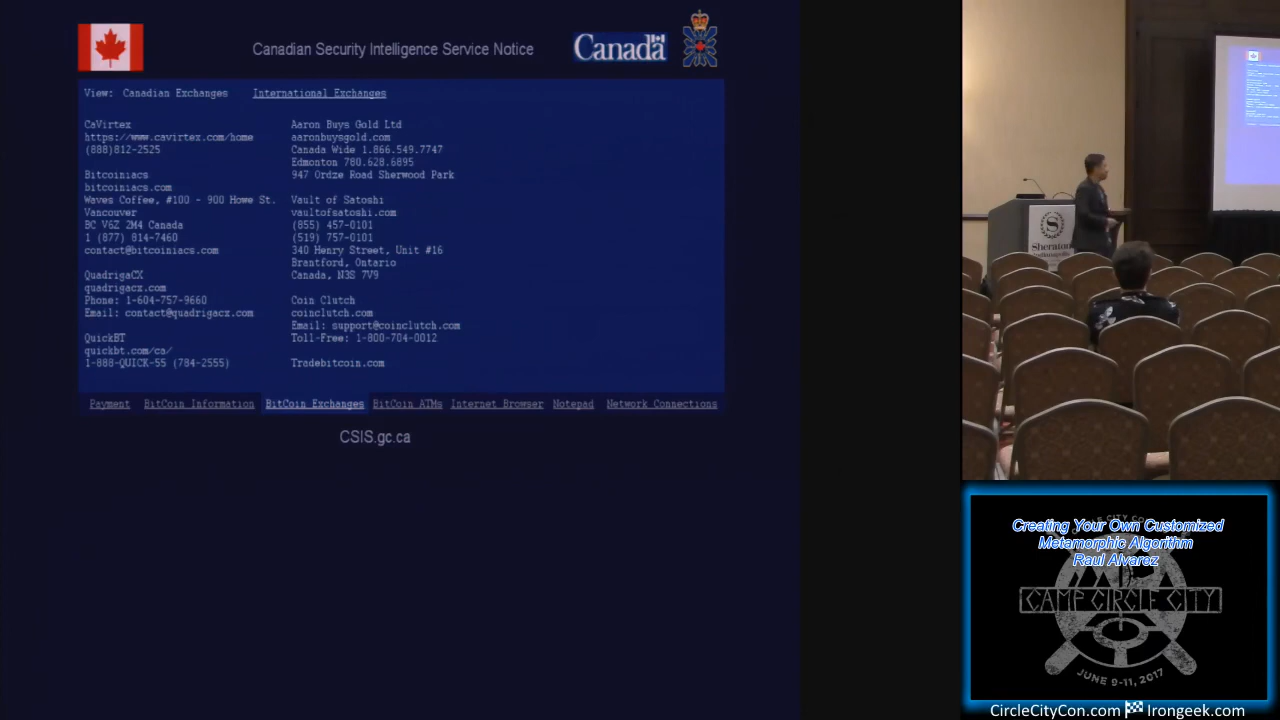 Canadian Security Intelligence Service Notice
Canada
View: Canadian Exchanges International Exchanges
CaVirtex
https://www.cavirtex.com/home
(888)812-2525
Bitcoiniacs
bitcoiniacs.com
Waves Coffee, #100 - 900 Howe St.
Vancouver
BC V6Z 2M4 Canada
1 (877) 814-7460
contact@bitcoiniacs.com
QuadrigaCX
quadrigacx.com
Phone: 1-604-757-9660
Email: contact@quadrigacx.com
QuickBT
quickbt.com/ca/
1-888-QUICK-55 (784-2555)
Aaron Buys Gold Ltd
aaronbuysgold.com
Canada Wide 1.866.549.7747
Edmonton 780.628.6895
947 Ordze Road Sherwood Park
Vault of Satoshi
vaultofsatoshi.com
(855) 457-0101
(519) 757-0101
340 Henry Street, Unit #16
Brantford, Ontario
Canada, N3S 7V9
Coin Clutch
coinclutch.com
Email: support@coinclutch.com
Toll-Free: 1-800-704-0012
Tradebitcoin.com
Payment BitCoin Information BitCoin Exchanges BitCoin ATMs Internet Browser Notepad Network Connections
CSIS.gc.ca
Sheraton
Creating Your Own Customized
Metamorphic Algorithm
Raul Alvarez
CAMP CIRCLE CITY
JUNE 9-11, 2017
CircleCityCon.com Irongeek.com